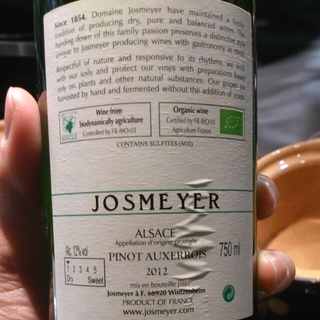 Since 1854, Domaine Josmeyer have maintained a family
tradition of producing dry, pure and balanced wines. The
handing down of this family passion preserves a distinctive style
unique to Josmeyer producing wines with gastronomy in mind
Respectful of nature and responsive to its rhythms, we work
with our soils and protect our vines with preparations based
only on plants and other natural substances. Our grapes are
harvested by hand and fermented without the addition of
Wine from
biodynamically agriculture
Controlled by FR-BIO-01
Organic wine
Certified by FR-BIO-01
Agriculture France
CONTAINS SULFITES (SO2)
JOSMEYER
ALSACE
Appellation d'origine protégée
Alc. 12% vol
PINOT AUXERROIS
750 ml
2012
1 2 3 4 5
Dry Sweet
mis en bouteille par
Josmeyer à F. 68920 Wintzenheim
PRODUCT OF FRANCE
www.josmeyer.com